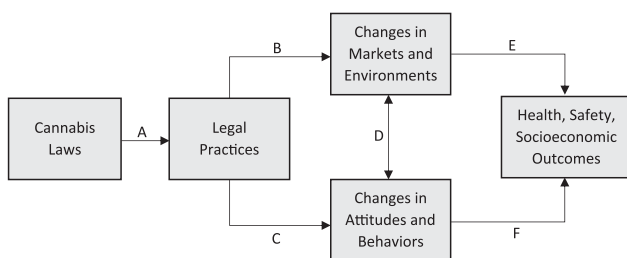 Cannabis
Laws
A
Legal
Practices
B
C
Changes in
Markets and
Environments
D
Changes in
Attitudes and
Behaviors
E
F
Health, Safety,
Socioeconomic
Outcomes